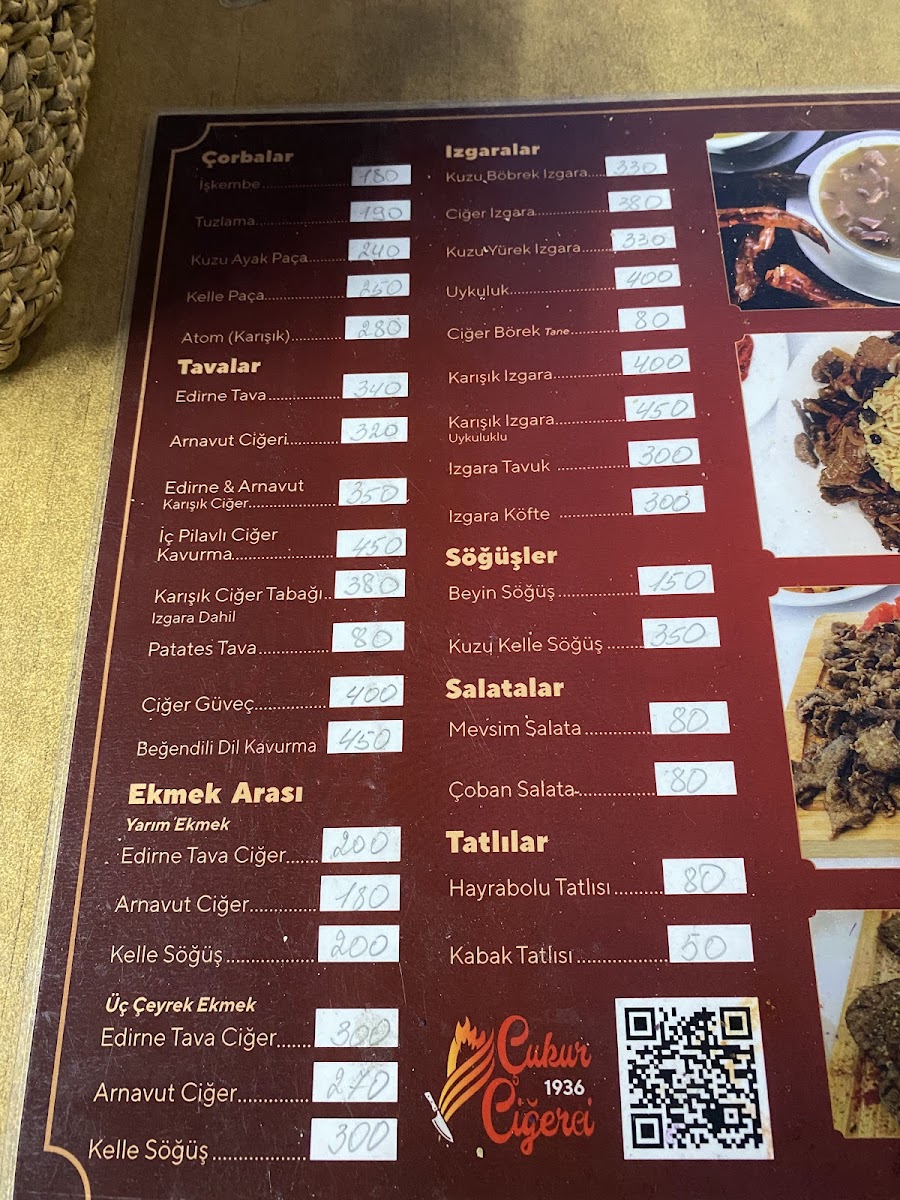 Çorbalar
İşkembe 180
Tuzlama 190
Kuzu Ayak Paça 240
Kelle Paça 250
Atom (Karışık) 280
Tavalar
Edirne Tava 340
Arnavut Ciğeri 320
Edirne & Arnavut
Karışık Ciğer 350
İç Pilavlı Ciğer
Kavurma 450
Karışık Ciğer Tabağı 380
Izgara Dahil
Patates Tava 80
Ciğer Güveç 400
Beğendili Dil Kavurma 450
Ekmek Arası
Yarım Ekmek
Edirne Tava Ciğer 200
Arnavut Ciğer 180
Kelle Söğüş 200
Üç Çeyrek Ekmek
Edirne Tava Ciğer 300
Arnavut Ciğer 270
Kelle Söğüş 300
Izgaralar
Kuzu Böbrek Izgara 330
Ciğer Izgara 380
Kuzu Yürek Izgara 330
Uykuluk 400
Ciğer Börek Tane 80
Karışık Izgara 400
Karışık Izgara 450
Uykuluklu
Izgara Tavuk 300
Izgara Köfte 300
Söğüşler
Beyin Söğüş 150
Kuzu Kelle Söğüş 350
Salatalar
Mevsim Salata 80
Çoban Salata 80
Tatlılar
Hayrabolu Tatlısı 80
Kabak Tatlısı 50
Çukur
1936
Ciğerci